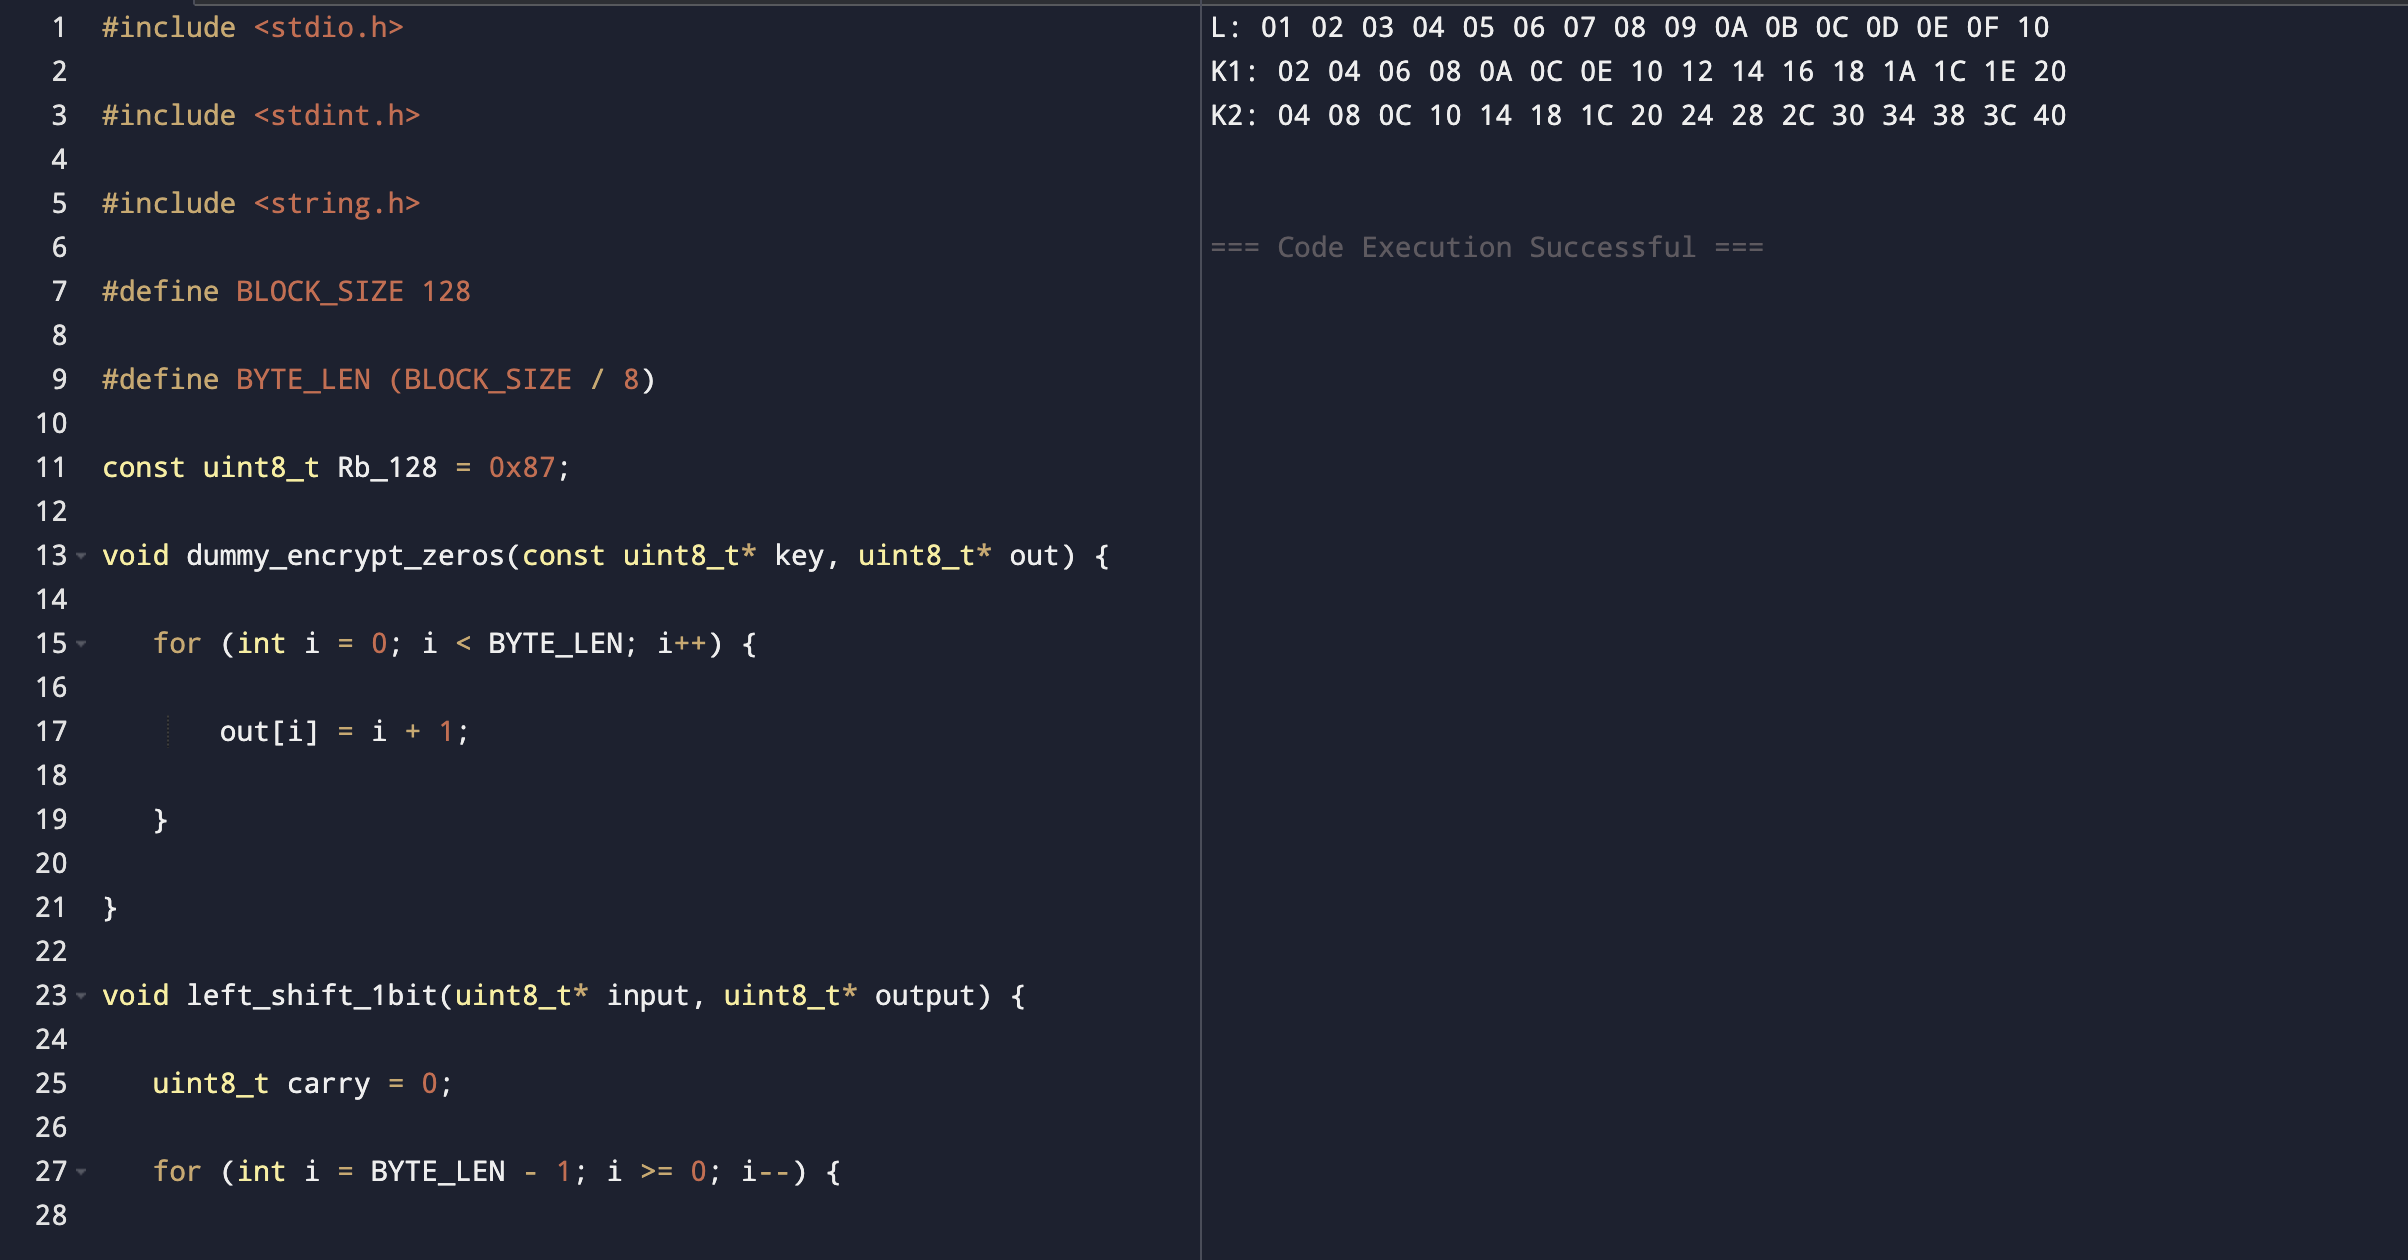 1 #include <stdio.h>
2
3 #include <stdint.h>
4
5 #include <string.h>
6
7 #define BLOCK_SIZE 128
8
9 #define BYTE_LEN (BLOCK_SIZE / 8)
10
11 const uint8_t Rb_128 = 0x87;
12
13 void dummy_encrypt_zeros(const uint8_t* key, uint8_t* out) {
14
15    for (int i = 0; i < BYTE_LEN; i++) {
16
17        out[i] = i + 1;
18
19    }
20
21 }
22
23 void left_shift_1bit(uint8_t* input, uint8_t* output) {
24
25    uint8_t carry = 0;
26
27    for (int i = BYTE_LEN - 1; i >= 0; i--) {
28
L: 01 02 03 04 05 06 07 08 09 0A 0B 0C 0D 0E 0F 10
K1: 02 04 06 08 0A 0C 0E 10 12 14 16 18 1A 1C 1E 20
K2: 04 08 0C 10 14 18 1C 20 24 28 2C 30 34 38 3C 40
=== Code Execution Successful ===